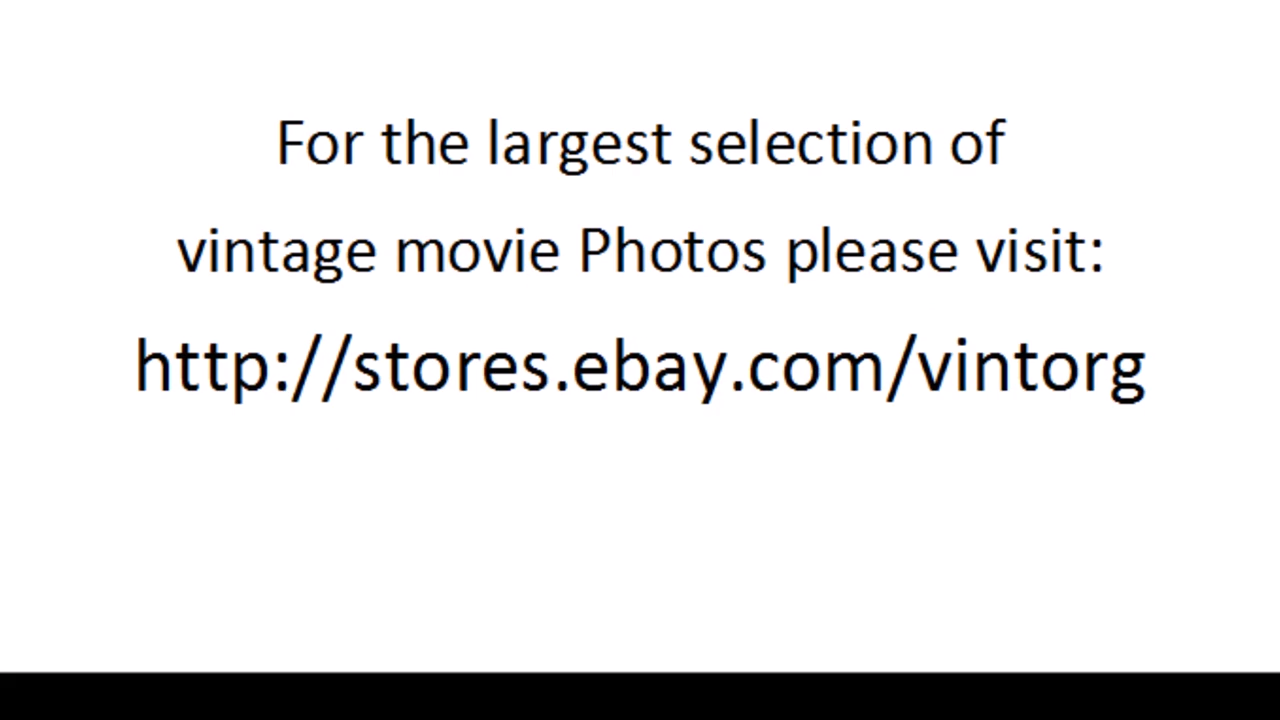 For the largest selection of
vintage movie Photos please visit:
http://stores.ebay.com/vintorg